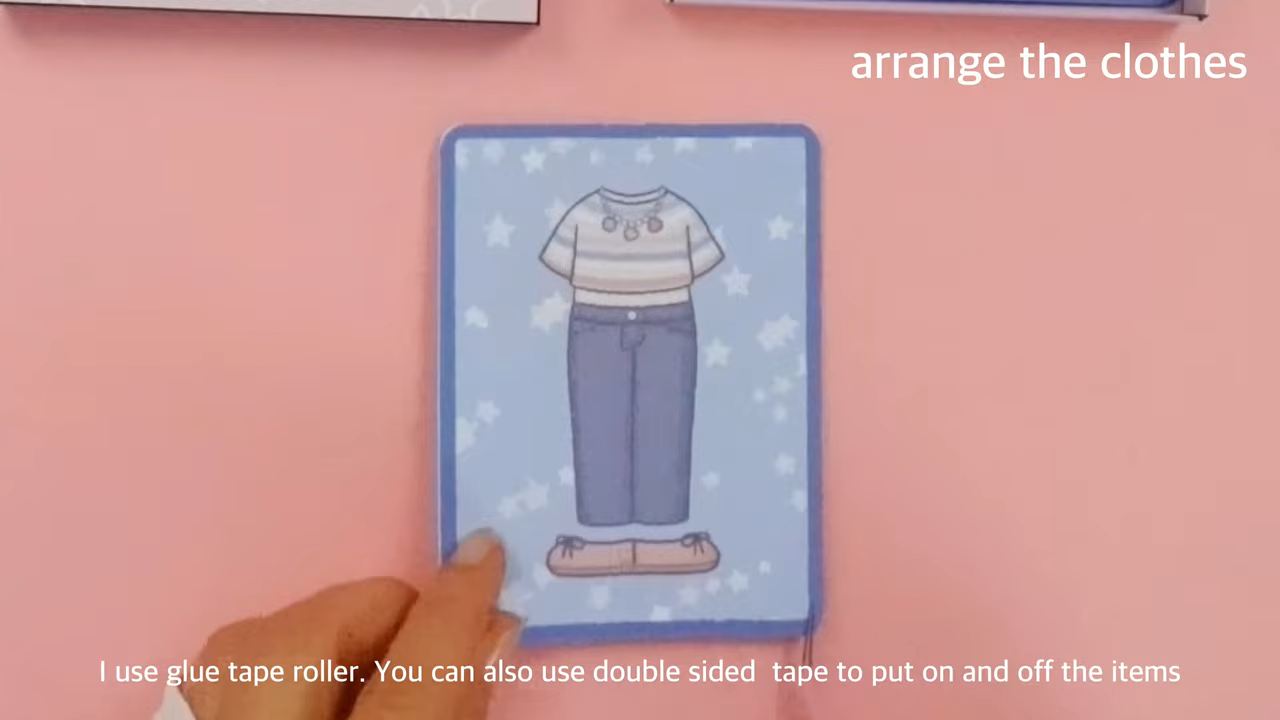 arrange the clothes
I use glue tape roller. You can also use double sided  tape to put on and off the items